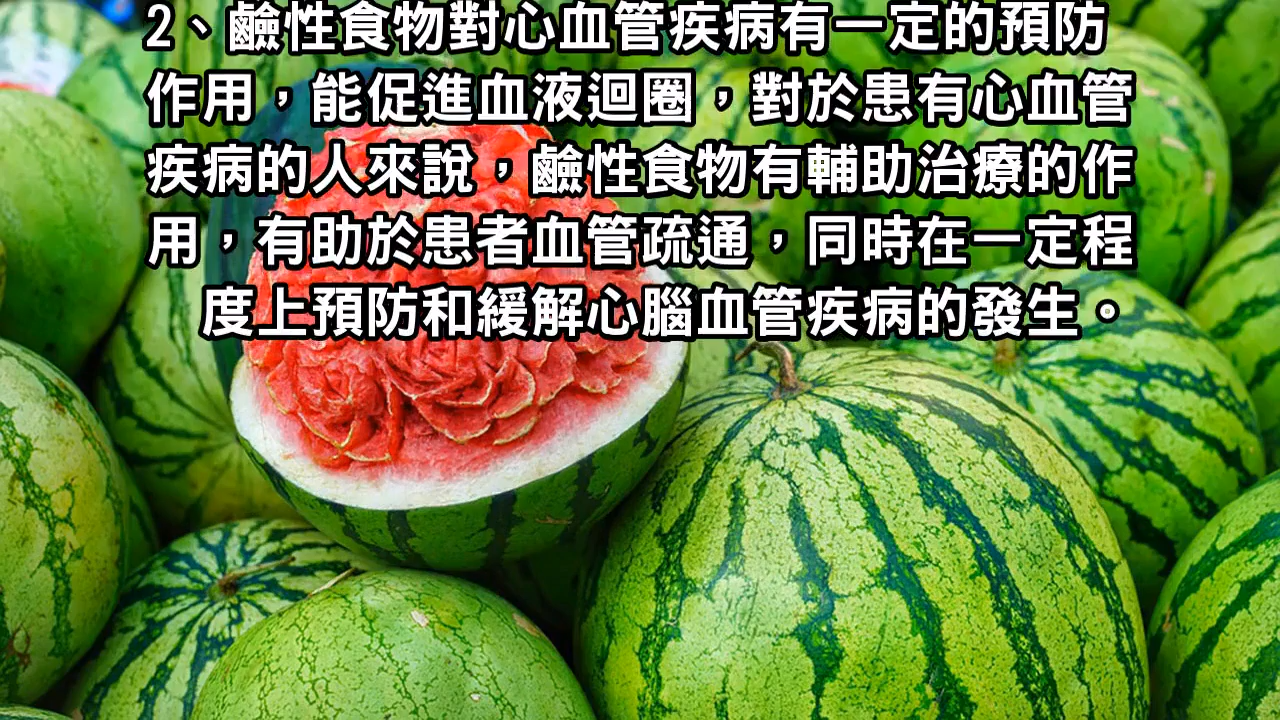 2、鹼性食物對心血管疾病有一定的預防
作用，能促進血液迴圈，對於患有心血管
疾病的人來說，鹼性食物有輔助治療的作
用，有助於患者血管疏通，同時在一定程
度上預防和緩解心腦血管疾病的發生。